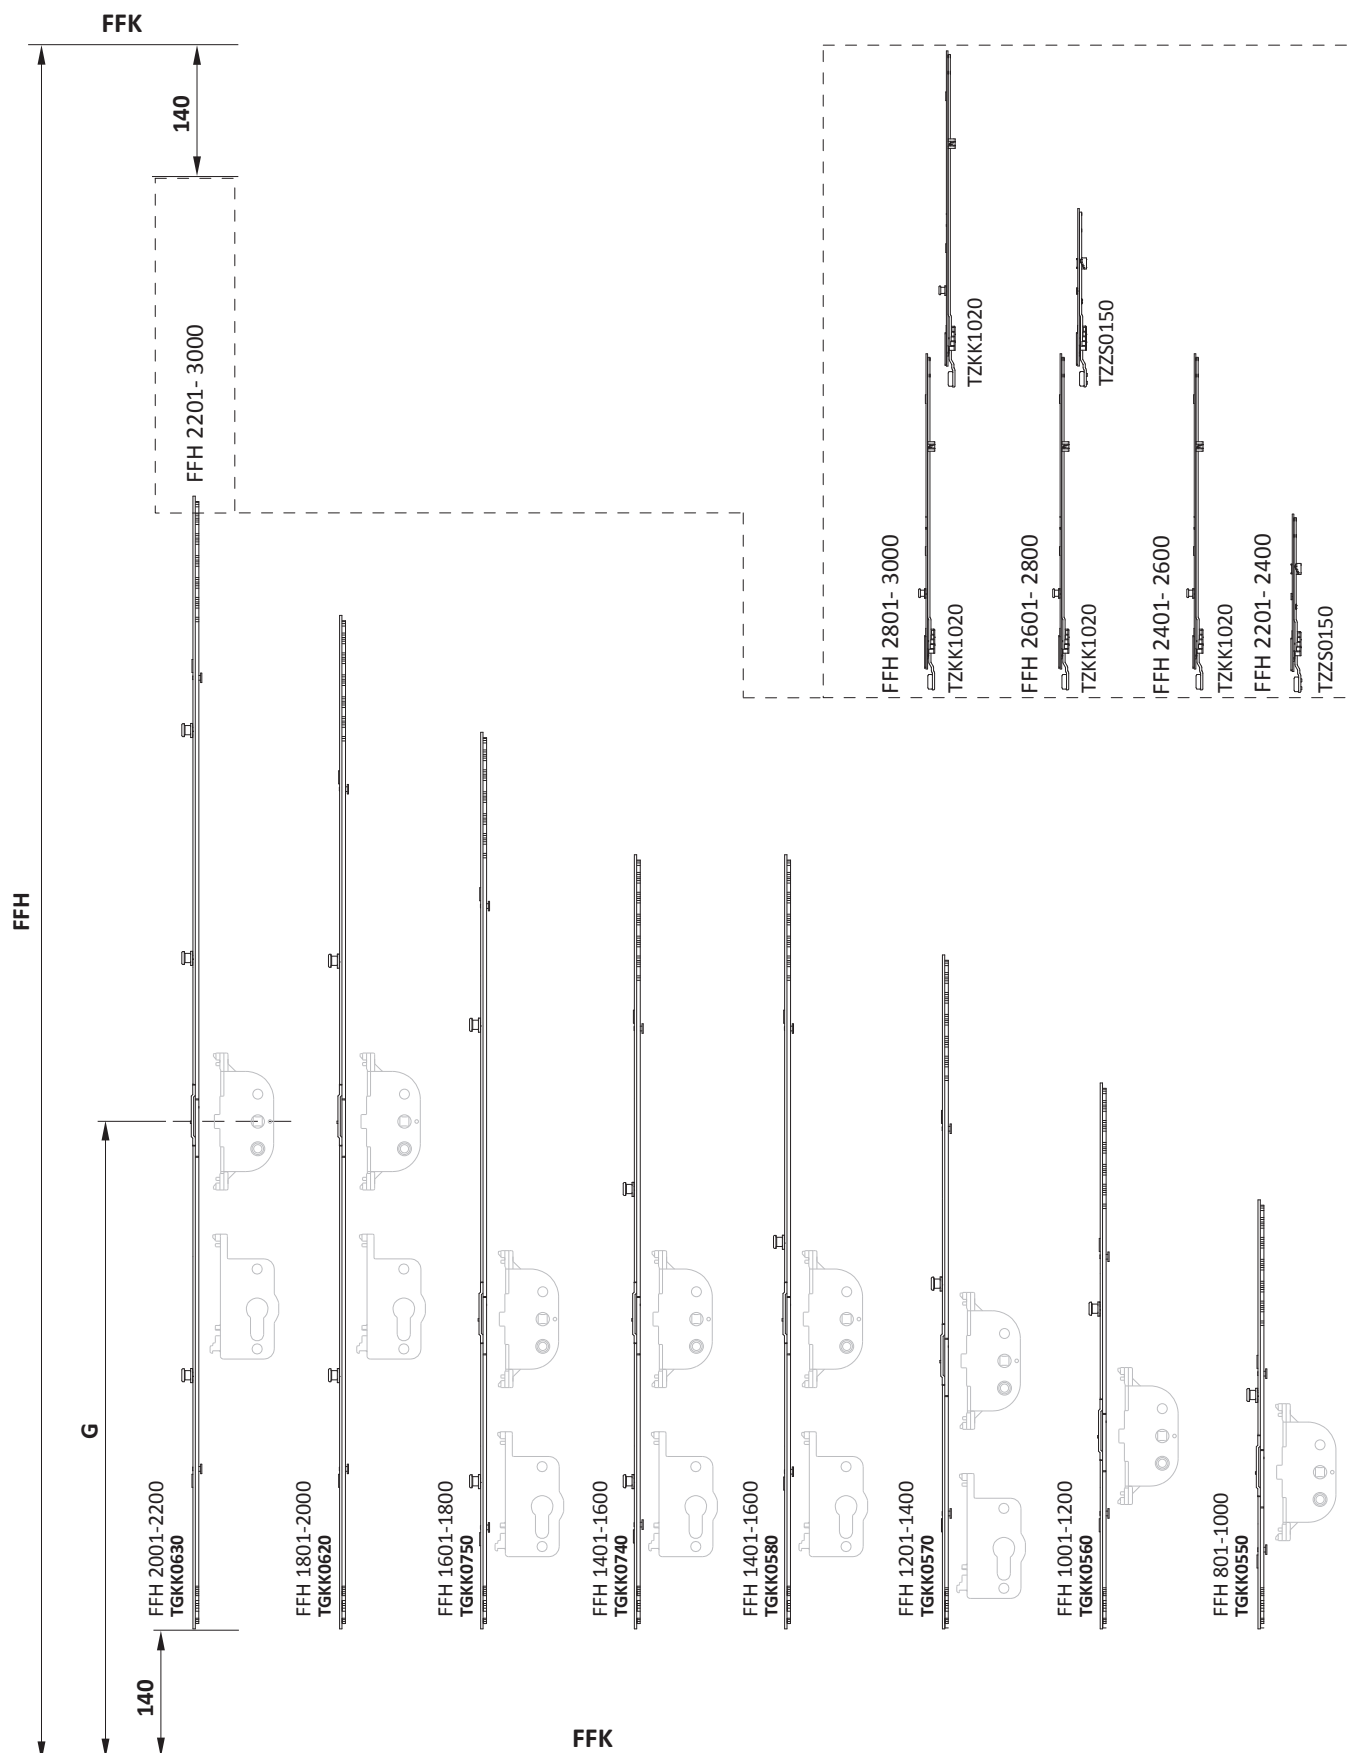 FFK
140
FFH 2201- 3000
TZKK1020
TZZS0150
FFH 2801- 3000
TZKK1020
FFH 2601- 2800
TZKK1020
FFH 2401- 2600
TZKK1020
FFH 2201- 2400
TZZS0150
FFH
G
FFH 2001-2200
TGKK0630
FFH 1801-2000
TGKK0620
FFH 1601-1800
TGKK0750
FFH 1401-1600
TGKK0740
FFH 1401-1600
TGKK0580
FFH 1201-1400
TGKK0570
FFH 1001-1200
TGKK0560
FFH 801-1000
TGKK0550
140
FFK